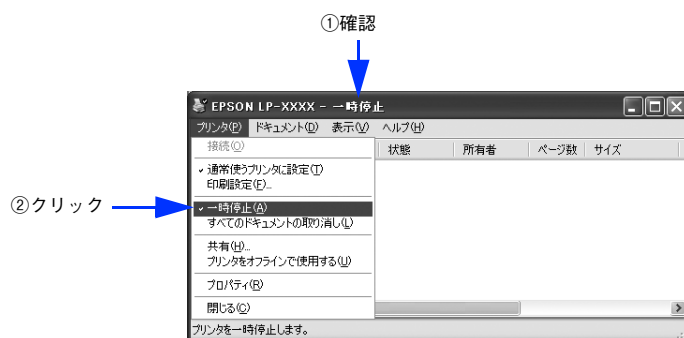 ①確認
EPSON LP-XXXX - 一時停止
プリンタ(P) ドキュメント(D) 表示(V) ヘルプ(H)
接続(O)
状態 所有者 ページ数 サイズ
通常使うプリンタに設定(T)
印刷設定(F)...
②クリック
一時停止(A)
すべてのドキュメントの取り消し(L)
共有(H)...
プリンタをオフラインで使用する(U)
プロパティ(R)
閉じる(C)
プリンタを一時停止します。